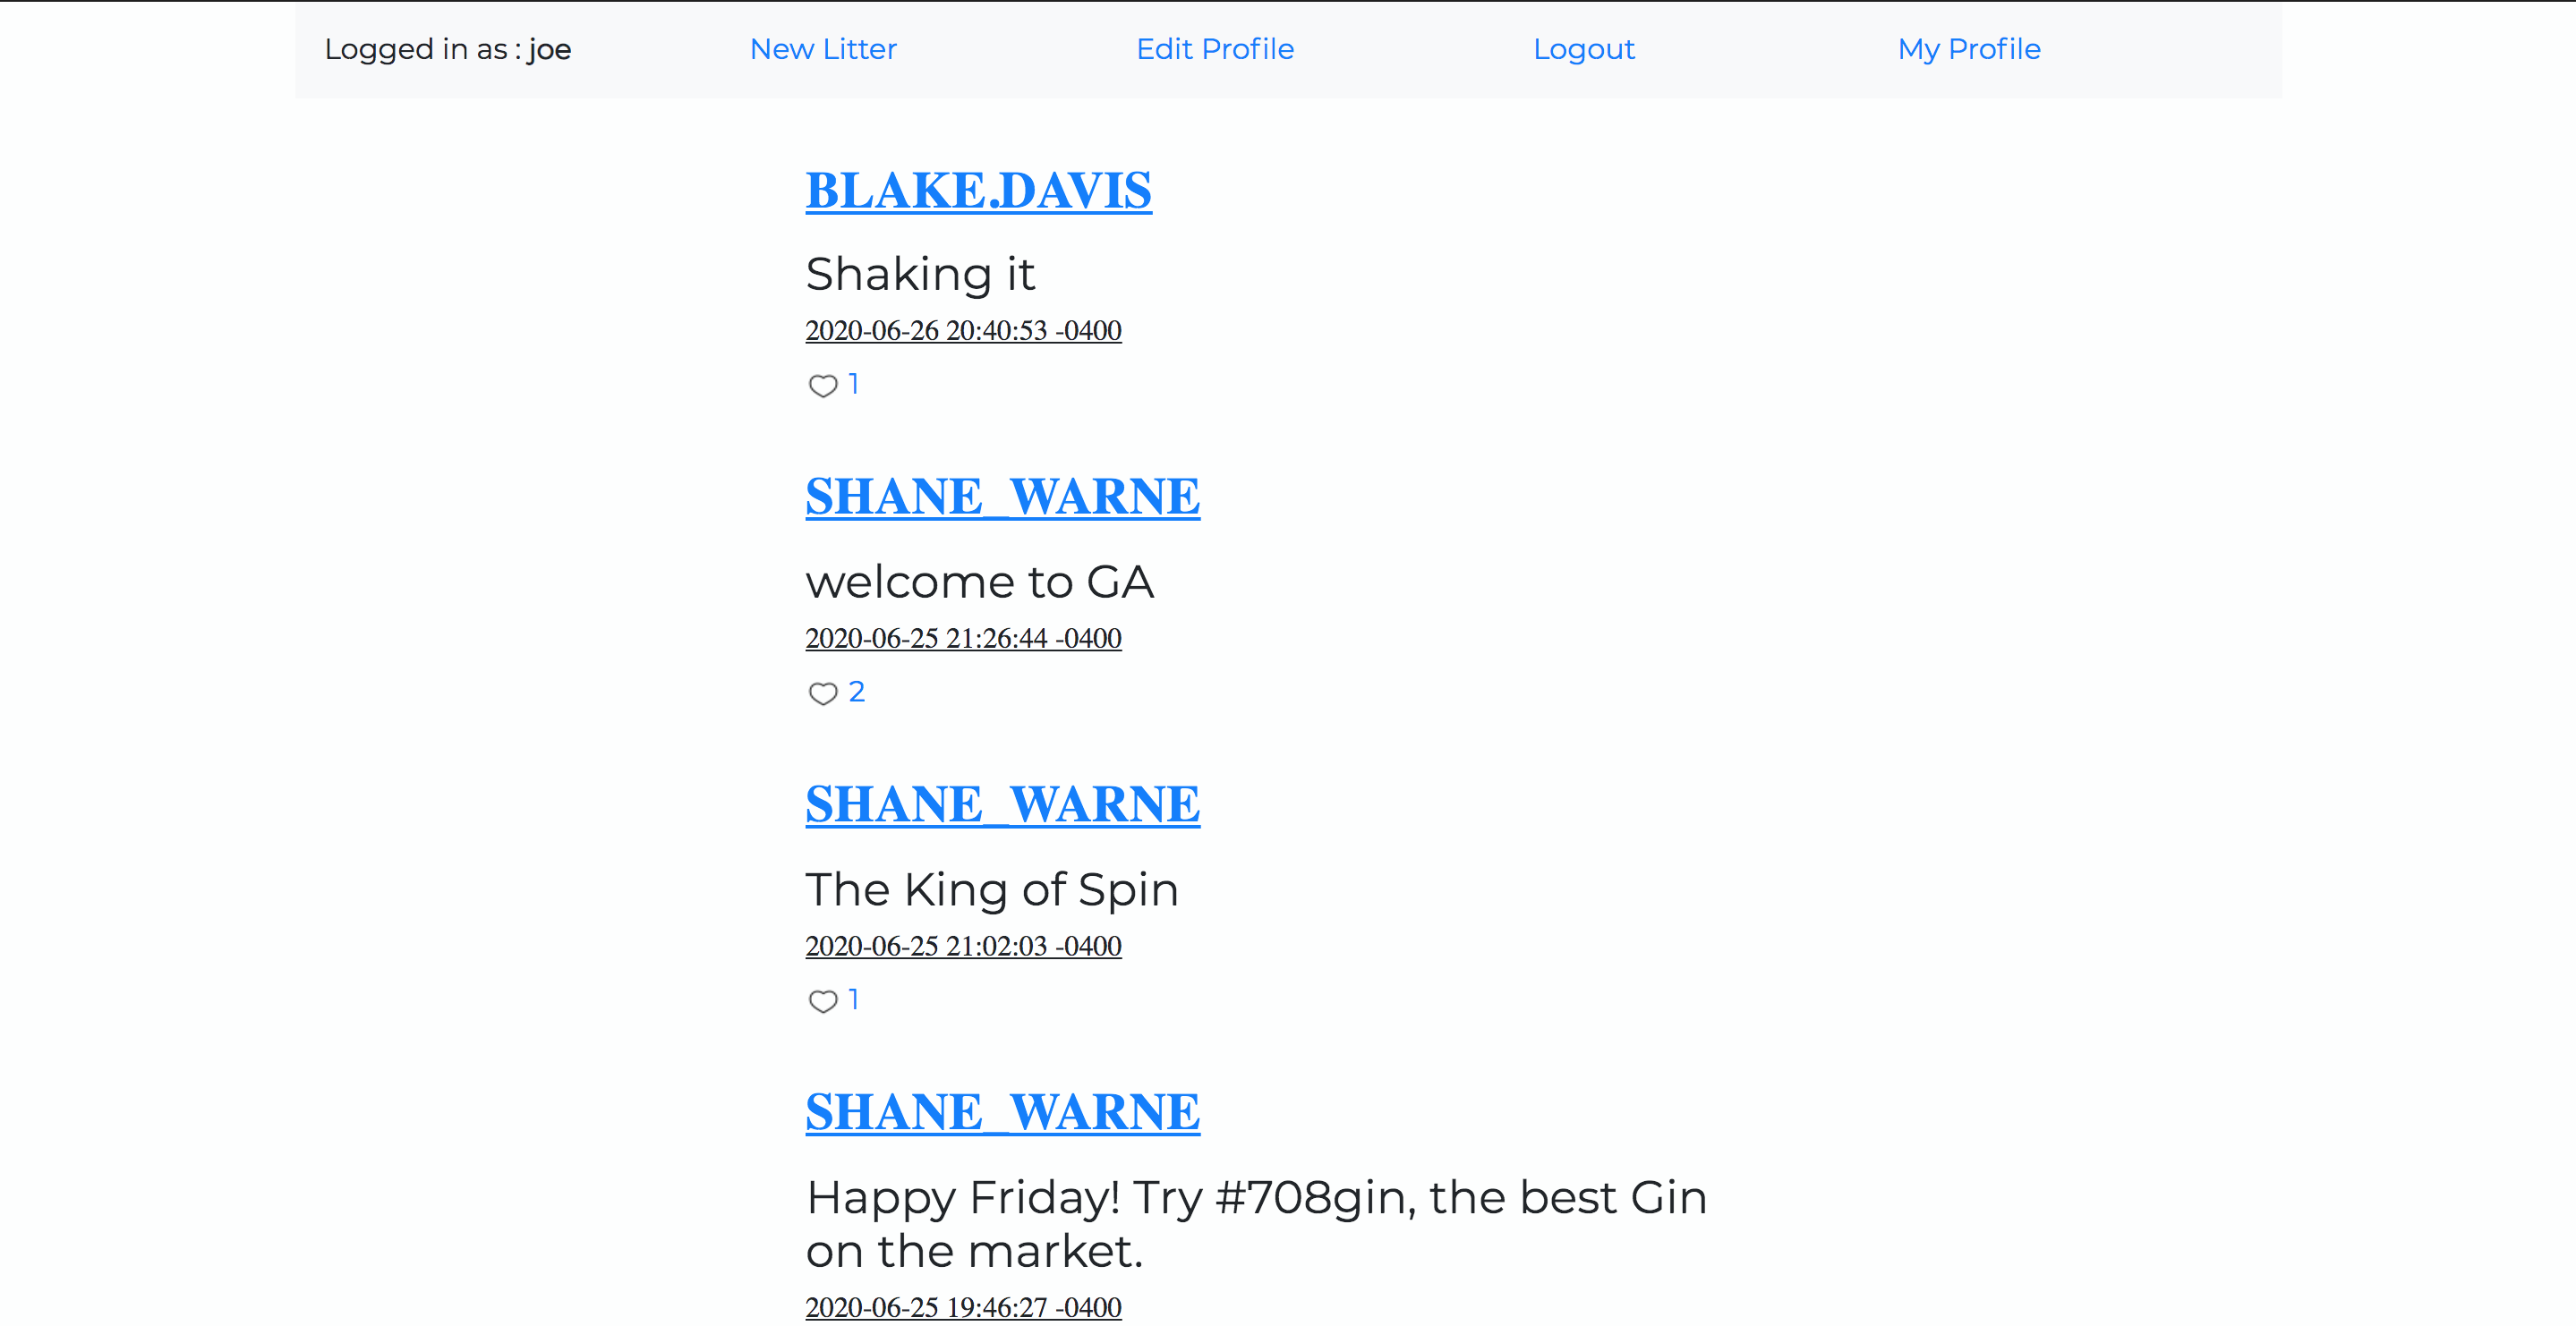 Logged in as : joe New Litter Edit Profile Logout My Profile
BLAKE.DAVIS
Shaking it
2020-06-26 20:40:53 -0400
1
SHANE_WARNE
welcome to GA
2020-06-25 21:26:44 -0400
2
SHANE_WARNE
The King of Spin
2020-06-25 21:02:03 -0400
1
SHANE_WARNE
Happy Friday! Try #708gin, the best Gin
on the market.
2020-06-25 19:46:27 -0400